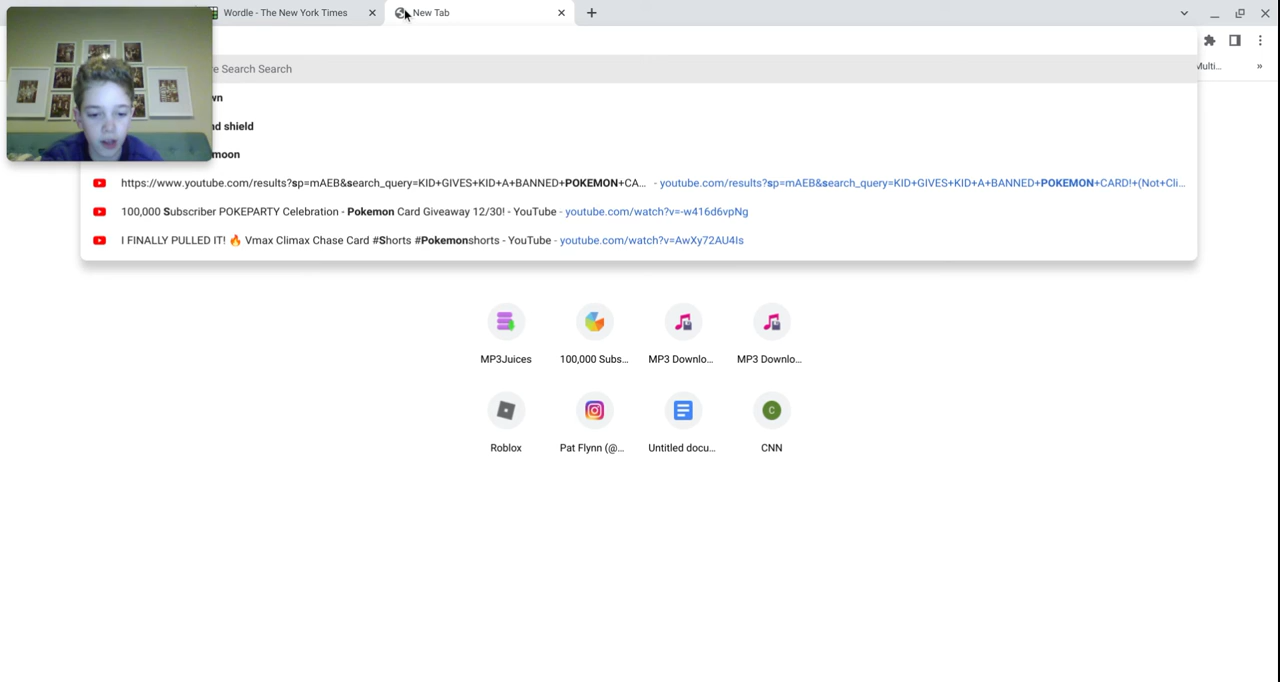 Wordle - The New York Times
New Tab
Search Search
nd shield
moon
Multi...
»
https://www.youtube.com/results?sp=mAEB&search_query=KID+GIVES+KID+A+BANNED+POKEMON+CA... - youtube.com/results?sp=mAEB&search_query=KID+GIVES+KID+A+BANNED+POKEMON+CARD!+(Not+Cli...
100,000 Subscriber POKEPARTY Celebration - Pokemon Card Giveaway 12/30! - YouTube - youtube.com/watch?v=-w416d6vpNg
I FINALLY PULLED IT! 🔥 Vmax Climax Chase Card #Shorts #Pokemonshorts - YouTube - youtube.com/watch?v=AwXy72AU4Is
MP3Juices
100,000 Subs...
MP3 Downlo...
MP3 Downlo...
Roblox
Pat Flynn (@...
Untitled docu...
C
CNN